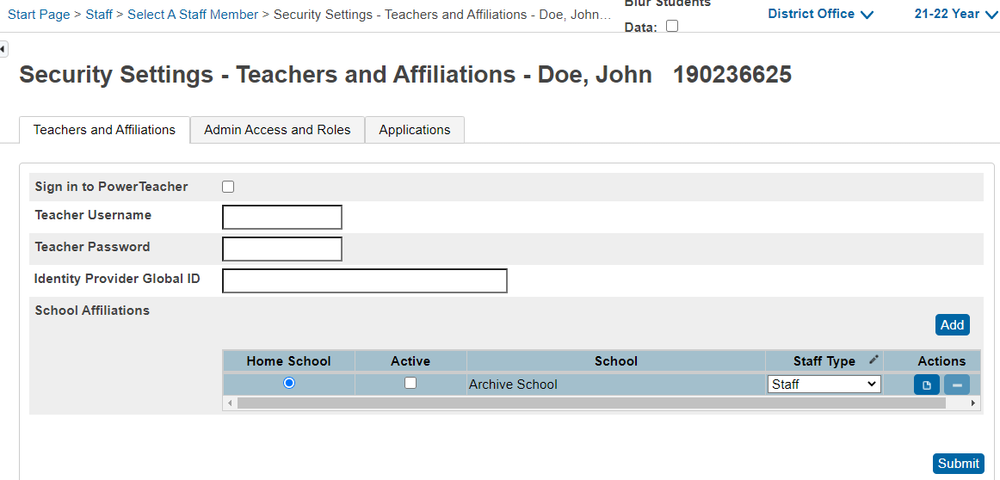 Start Page > Staff > Select A Staff Member > Security Settings - Teachers and Affiliations - Doe, John...
Blur Students
Data:
District Office
21-22 Year
Security Settings - Teachers and Affiliations - Doe, John 190236625
Teachers and Affiliations
Admin Access and Roles
Applications
Sign in to PowerTeacher
Teacher Username
Teacher Password
Identity Provider Global ID
School Affiliations
Add
Home School Active School Staff Type Actions
Archive School Staff
Submit